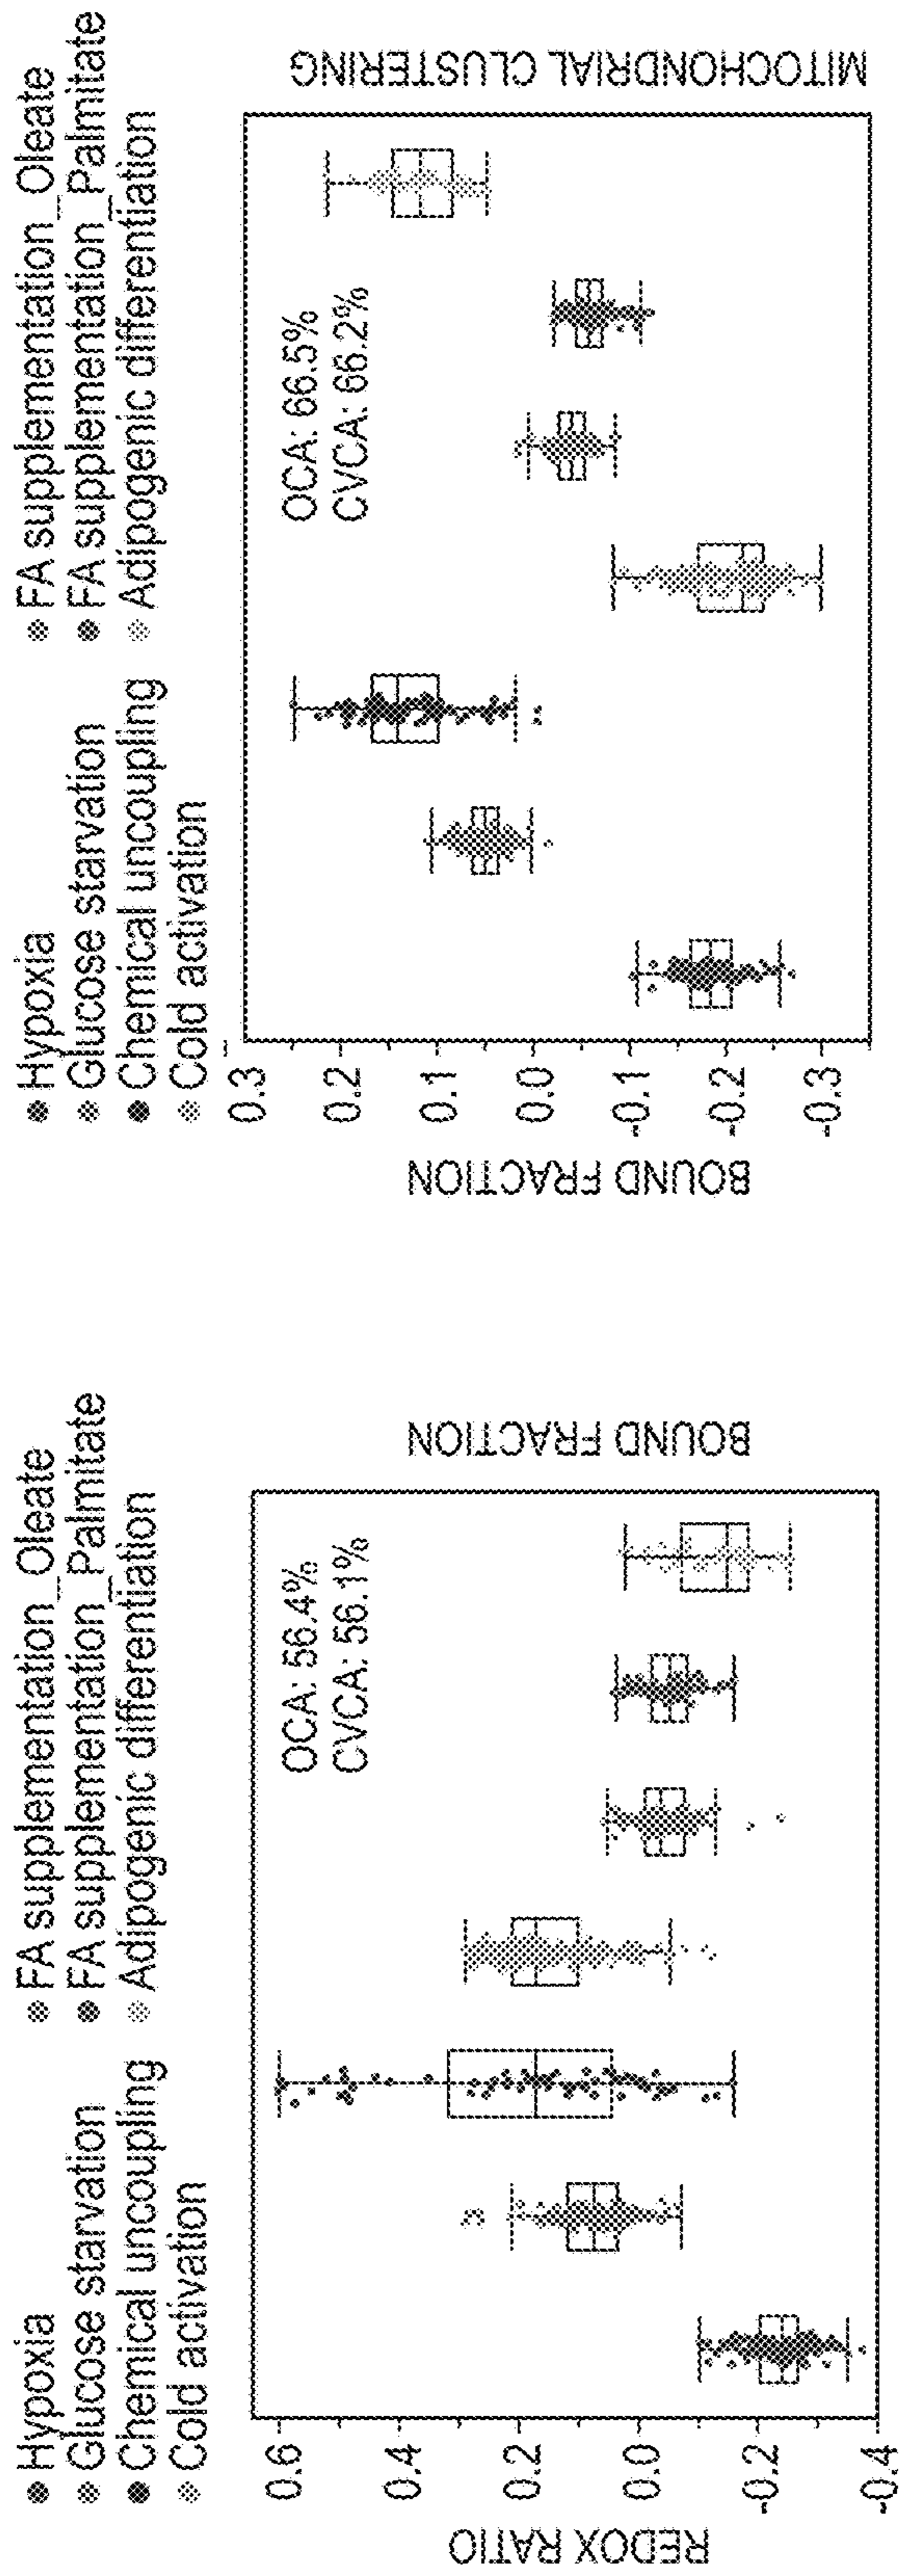 Hypoxia
Glucose starvation
Chemical uncoupling
Cold activation
FA supplementation_Oleate
FA supplementation_Palmitate
Adipogenic differentiation
OCA: 56.4%
CVCA: 56.1%
0.6
0.4
0.2
0.0
-0.2
-0.4
REDOX RATIO
BOUND FRACTION
Hypoxia
Glucose starvation
Chemical uncoupling
Cold activation
FA supplementation_Oleate
FA supplementation_Palmitate
Adipogenic differentiation
OCA: 66.5%
CVCA: 66.2%
0.3
0.2
0.1
0.0
-0.1
-0.2
-0.3
BOUND FRACTION
MITOCHONDRIAL CLUSTERING